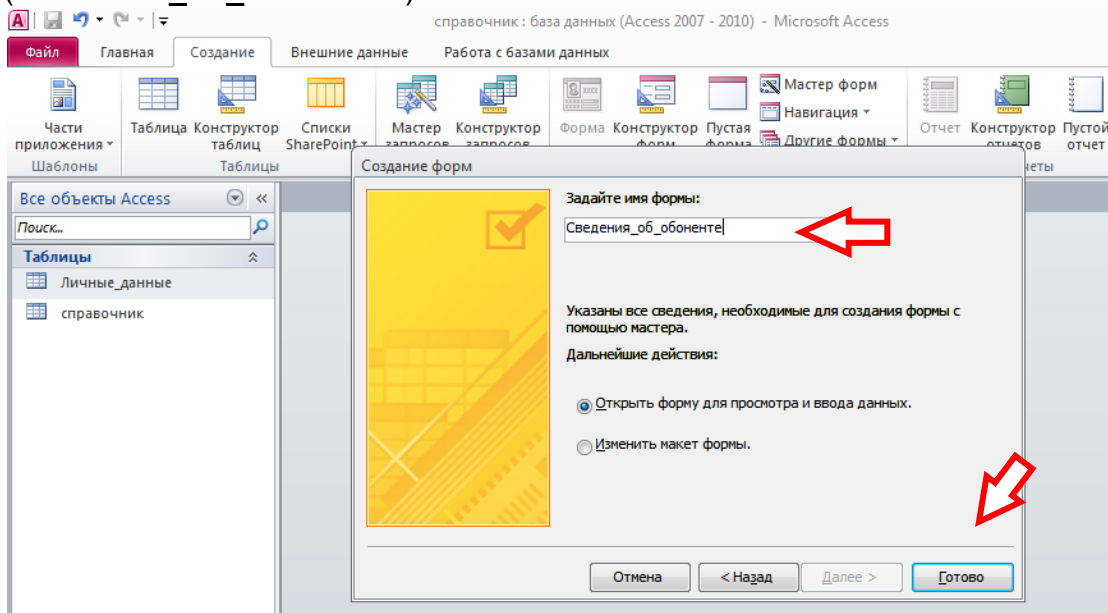 справочник : база данных (Access 2007 - 2010) - Microsoft Access
Файл Главная Создание Внешние данные Работа с базами данных
Части приложения
Таблица
Конструктор таблиц
Списки SharePoint
Мастер запросов
Конструктор запросов
Форма
Конструктор форм
Пустая форма
Мастер форм
Навигация
Другие формы
Отчет
Конструктор отчетов
Пустой отчет
Шаблоны
Таблицы
Создание форм
Все объекты Access
Поиск...
Таблицы
Личные_данные
справочник
Задайте имя формы:
Сведения_об_обоненте
Указаны все сведения, необходимые для создания формы с
помощью мастера.
Дальнейшие действия:
Открыть форму для просмотра и ввода данных.
Изменить макет формы.
Отмена
< Назад
Далее >
Готово